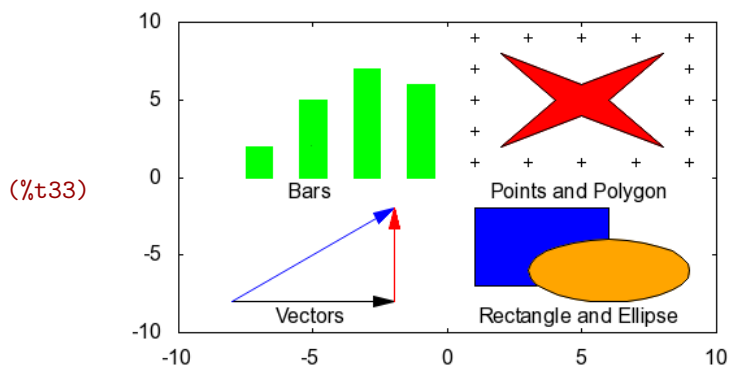 10
5
(%t33)
0
Bars
Points and Polygon
-5
Vectors
Rectangle and Ellipse
-10
-10 -5 0 5 10